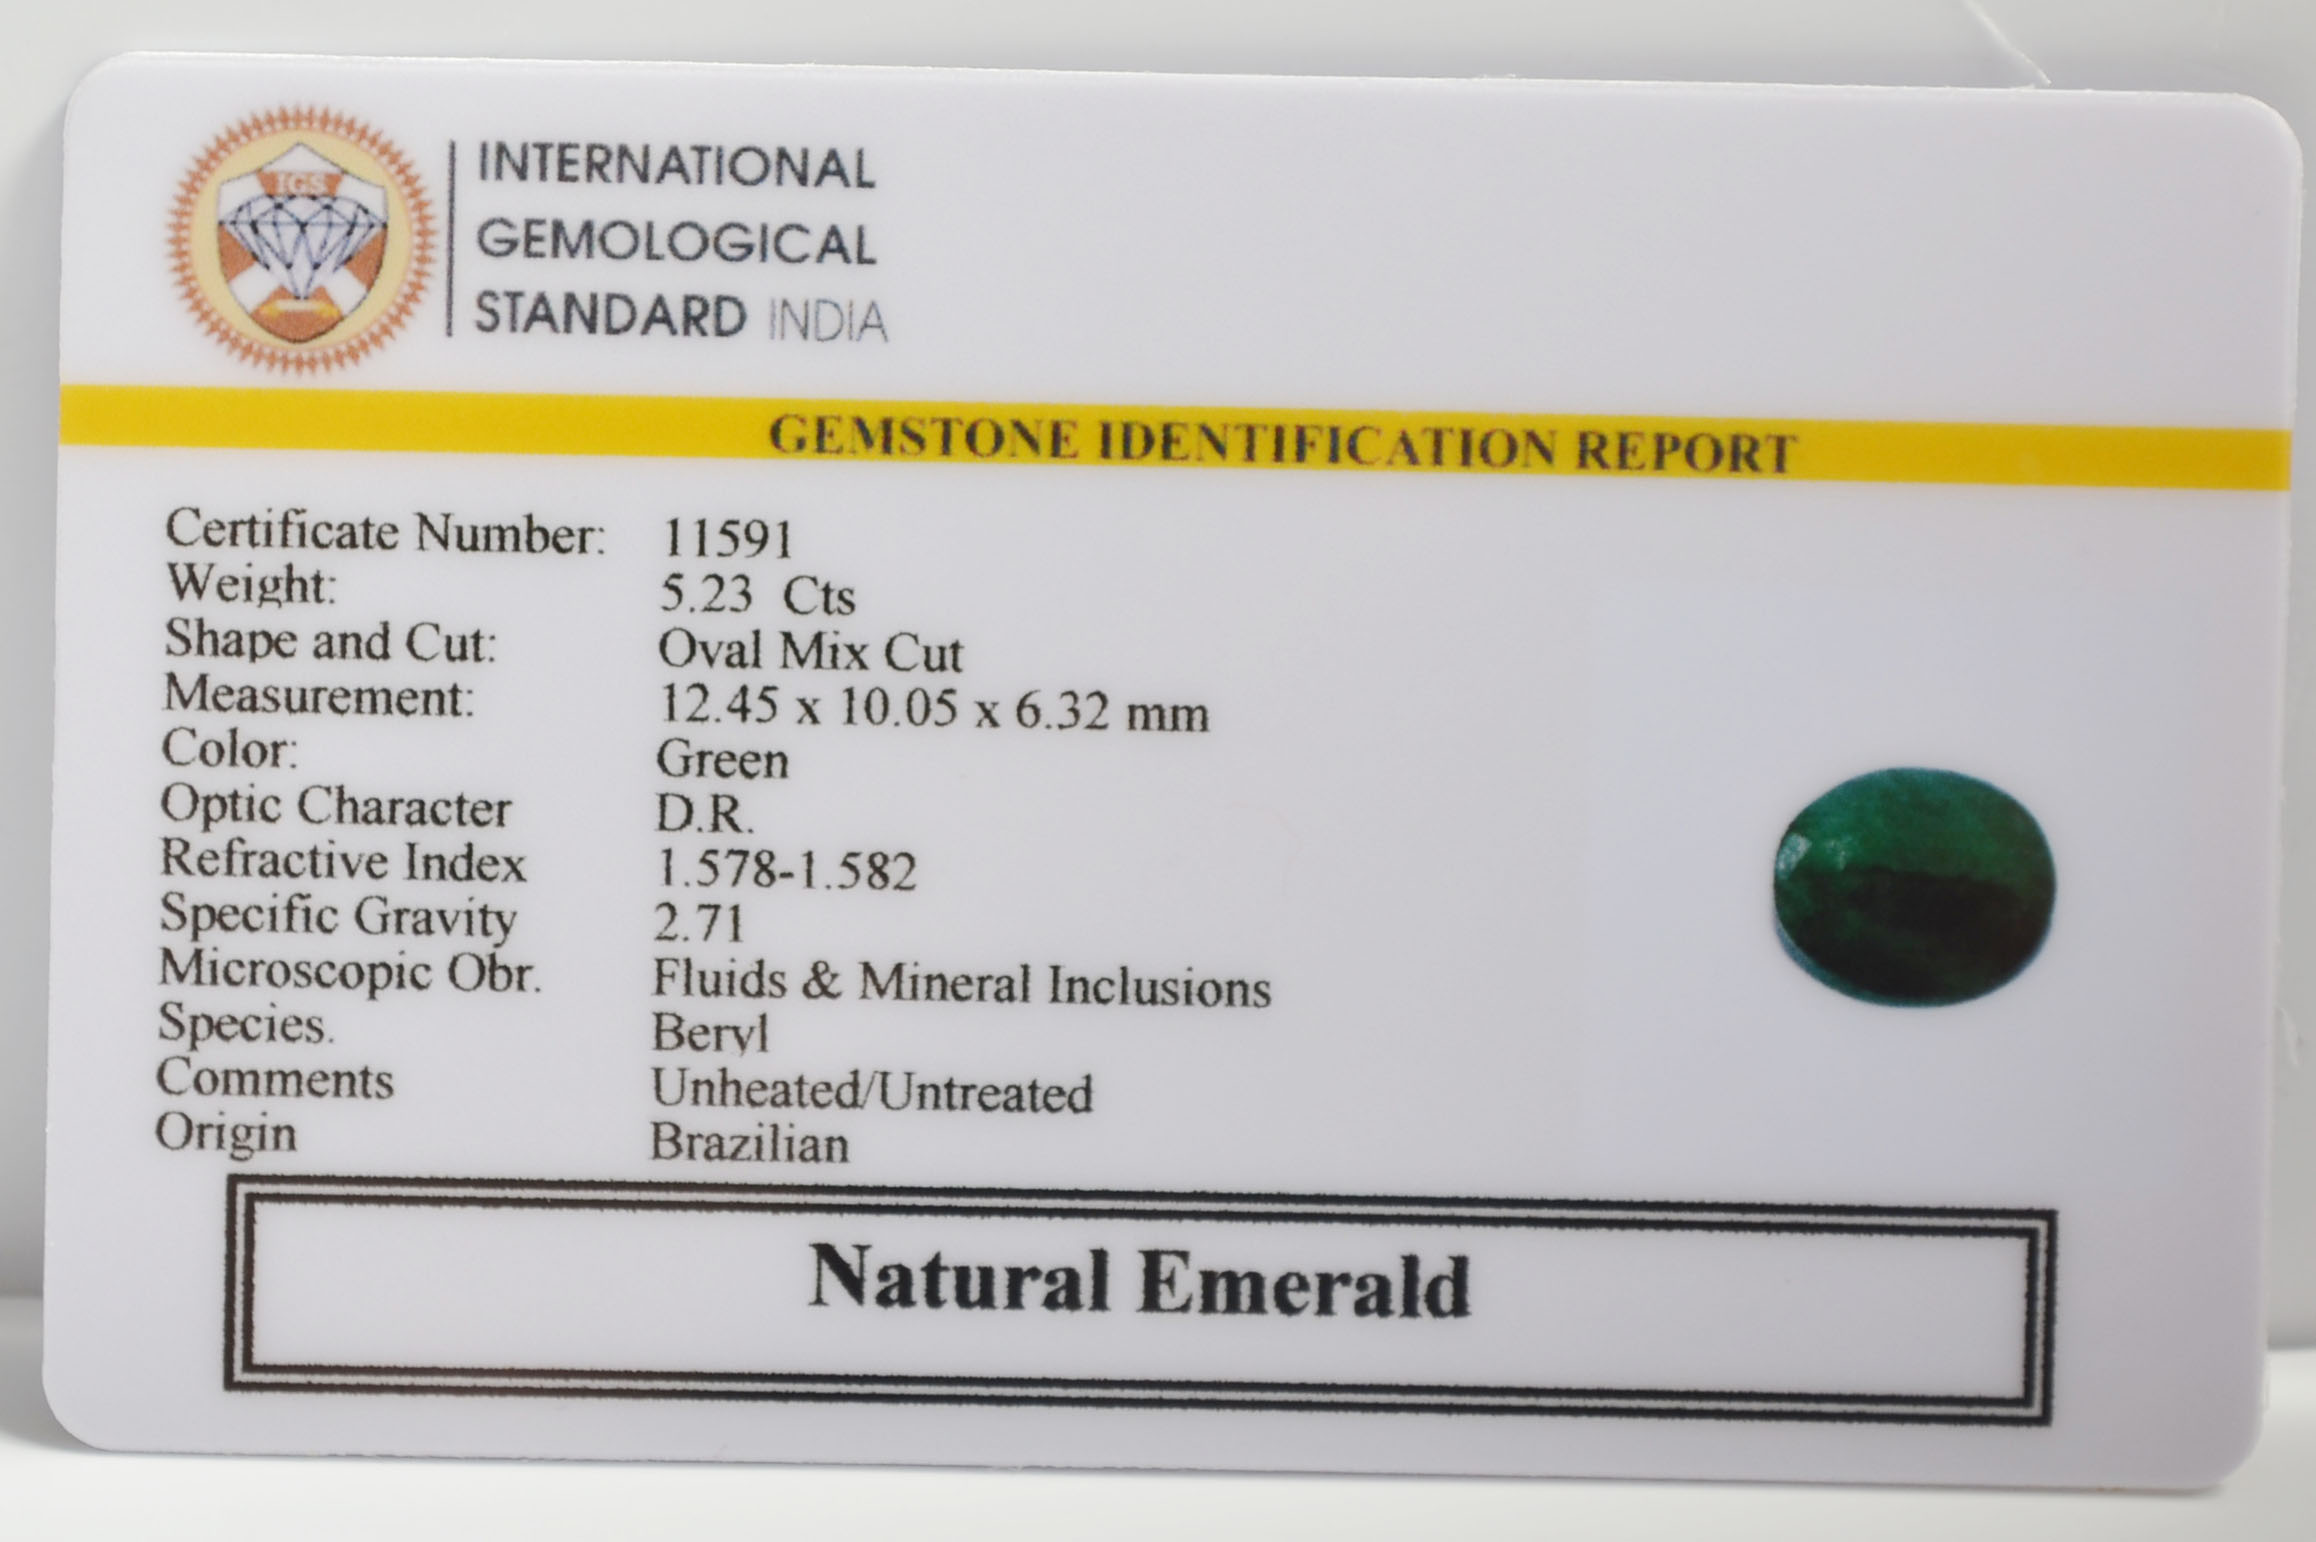 IGS
INTERNATIONAL
GEMOLOGICAL
STANDARD INDIA
GEMSTONE IDENTIFICATION REPORT
Certificate Number: 11591
Weight: 5.23 Cts
Shape and Cut: Oval Mix Cut
Measurement: 12.45 x 10.05 x 6.32 mm
Color: Green
Optic Character D.R.
Refractive Index 1.578-1.582
Specific Gravity 2.71
Microscopic Obr. Fluids & Mineral Inclusions
Species. Beryl
Comments Unheated/Untreated
Origin Brazilian
Natural Emerald